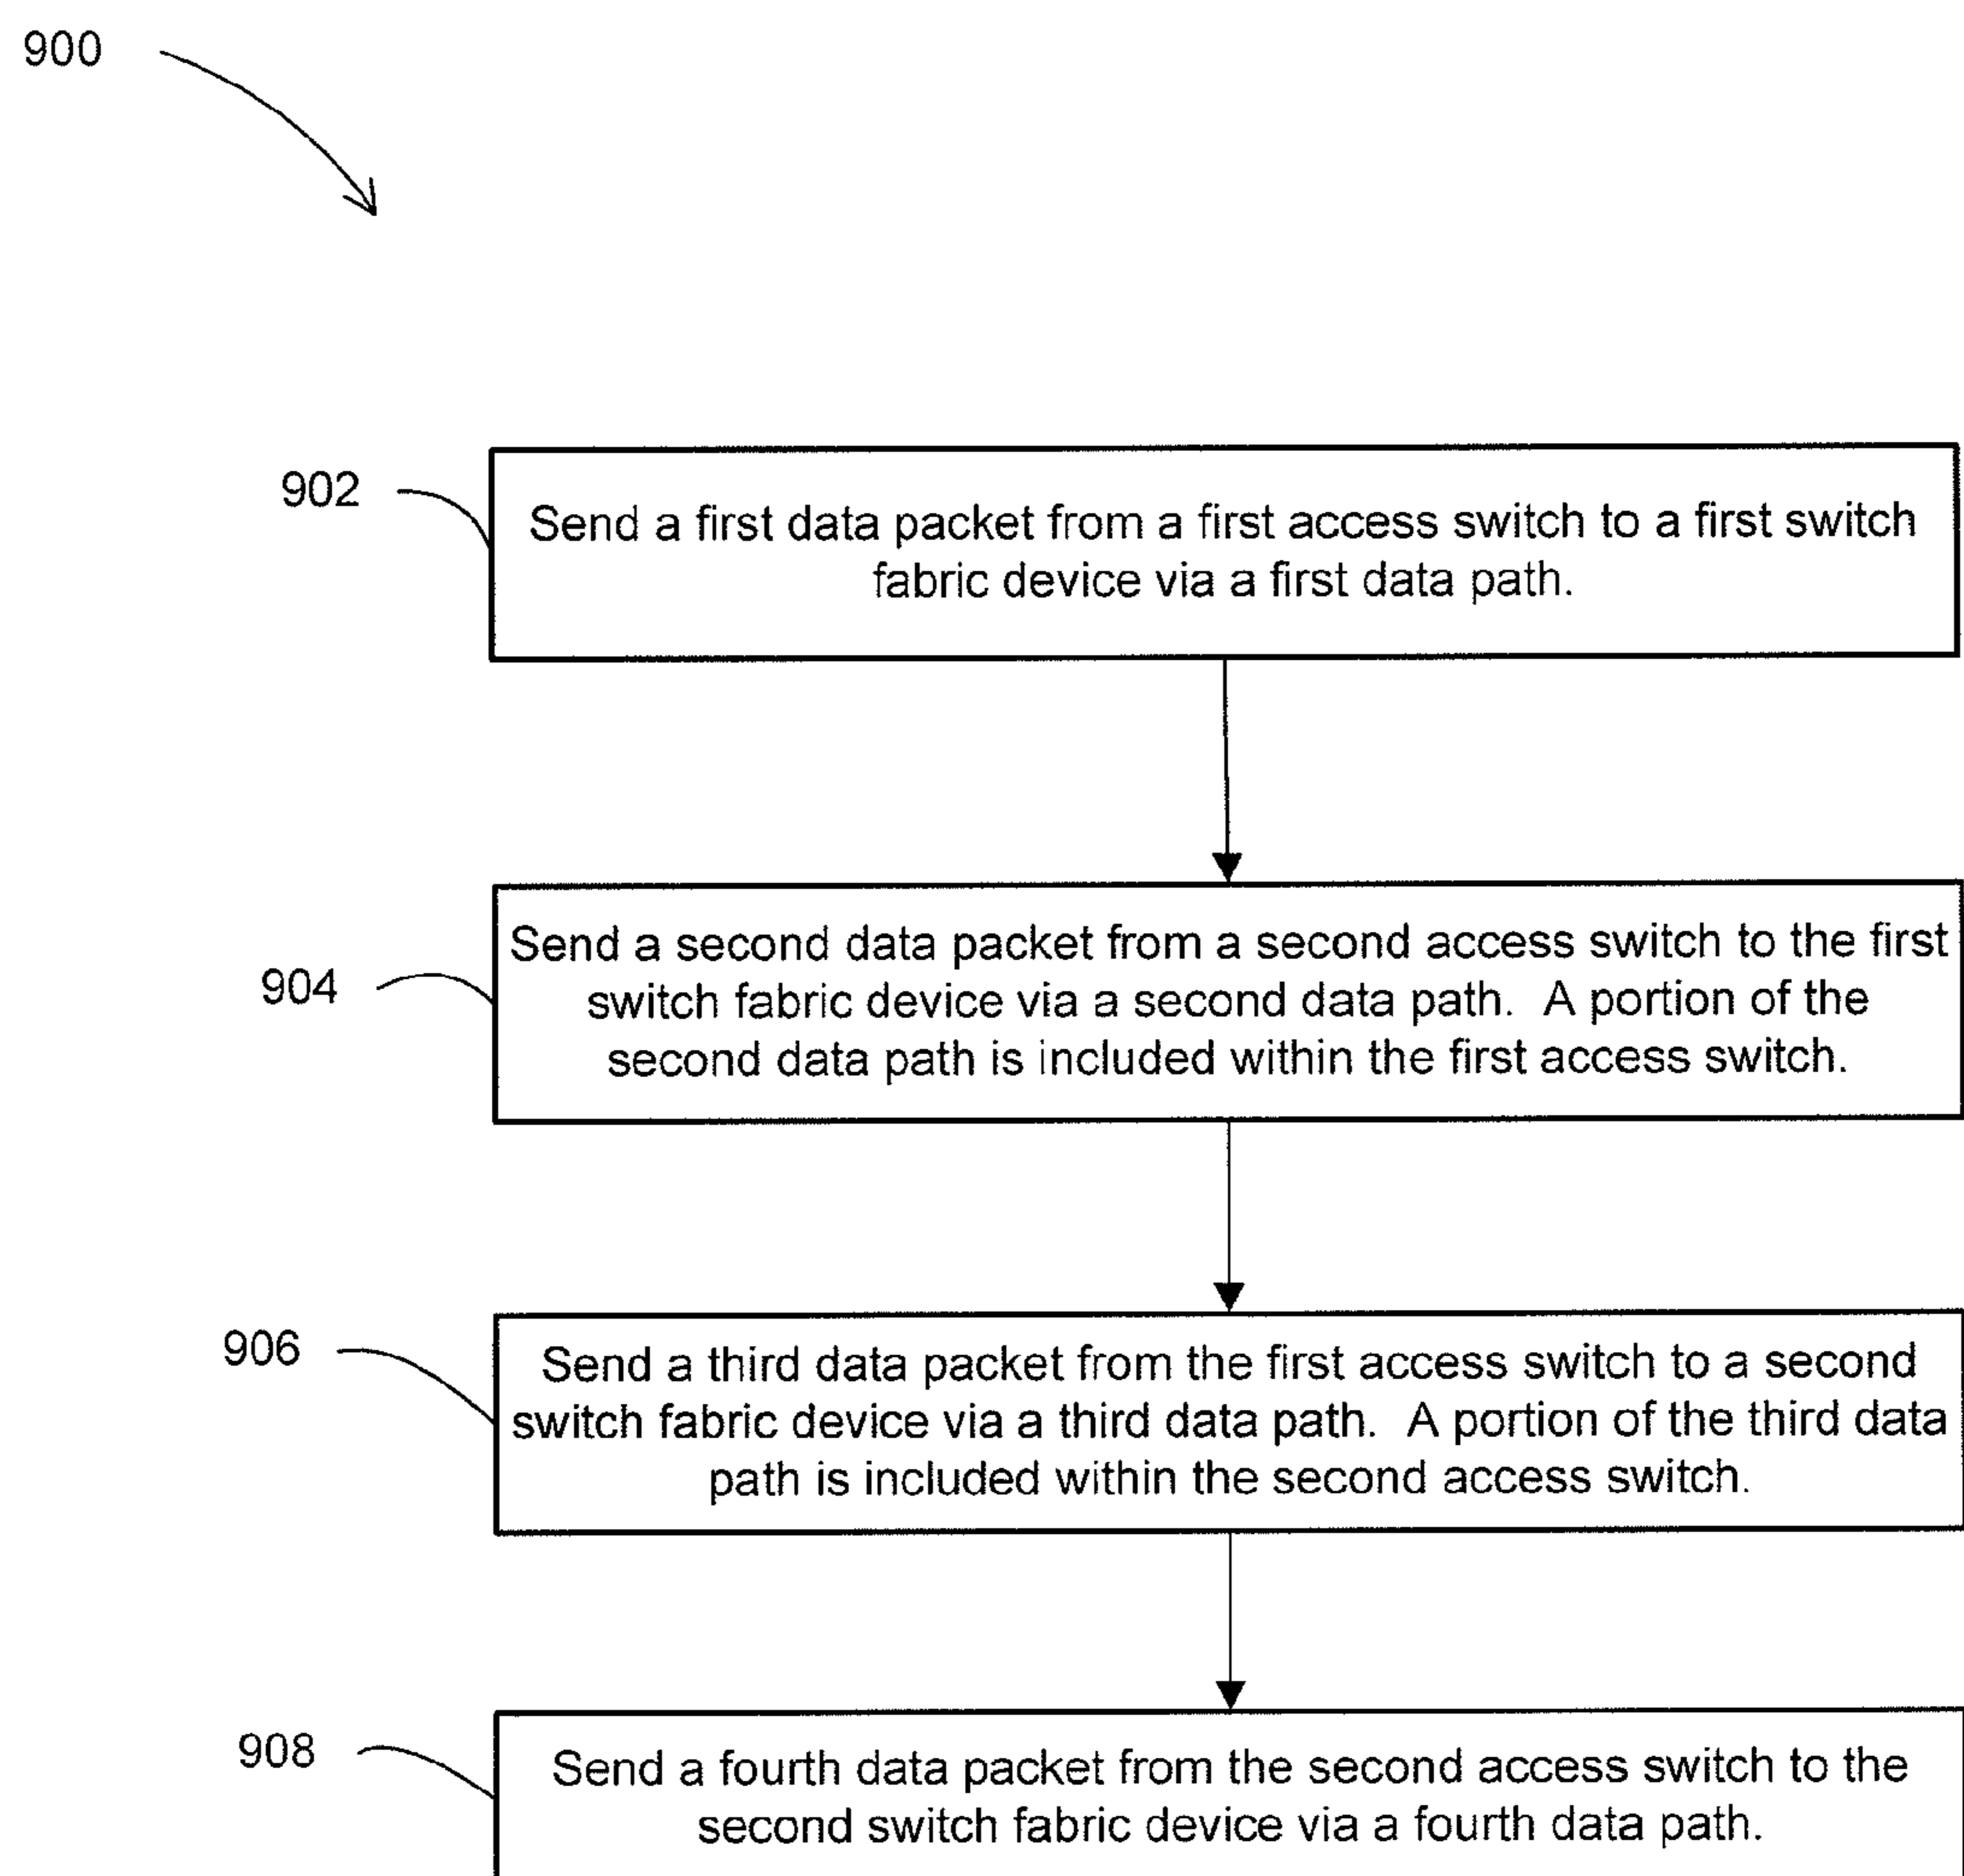 900
902
Send a first data packet from a first access switch to a first switch
fabric device via a first data path.
904
Send a second data packet from a second access switch to the first
switch fabric device via a second data path. A portion of the
second data path is included within the first access switch.
906
Send a third data packet from the first access switch to a second
switch fabric device via a third data path. A portion of the third data
path is included within the second access switch.
908
Send a fourth data packet from the second access switch to the
second switch fabric device via a fourth data path.